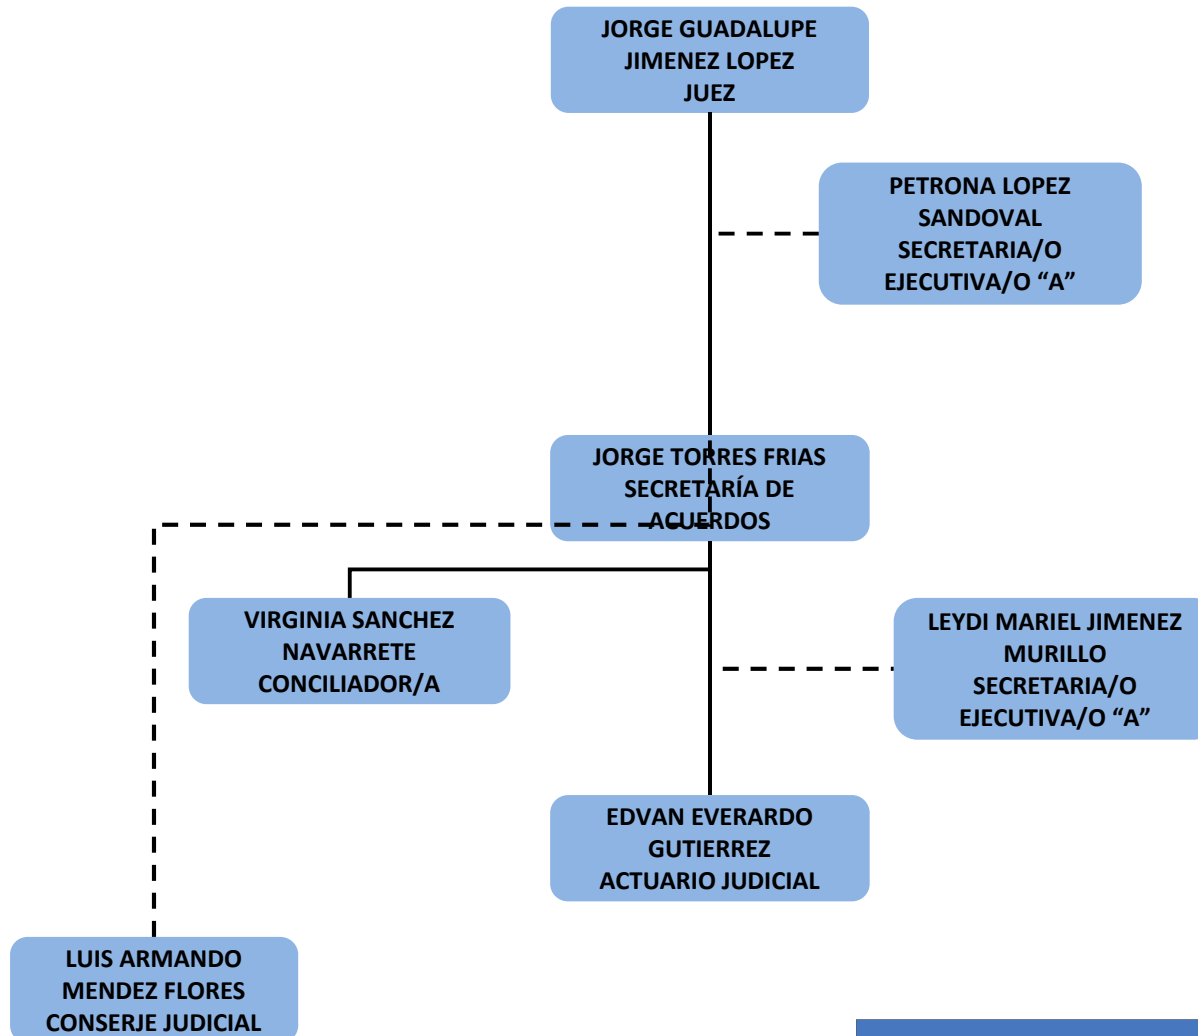 JORGE GUADALUPE
JIMENEZ LOPEZ
JUEZ
PETRONA LOPEZ
SANDOVAL
SECRETARIA/O
EJECUTIVA/O “A”
JORGE TORRES FRIAS
SECRETARÍA DE
ACUERDOS
VIRGINIA SANCHEZ
NAVARRETE
CONCILIADOR/A
LEYDI MARIEL JIMENEZ
MURILLO
SECRETARIA/O
EJECUTIVA/O “A”
EDVAN EVERARDO
GUTIERREZ
ACTUARIO JUDICIAL
LUIS ARMANDO
MENDEZ FLORES
CONSERJE JUDICIAL